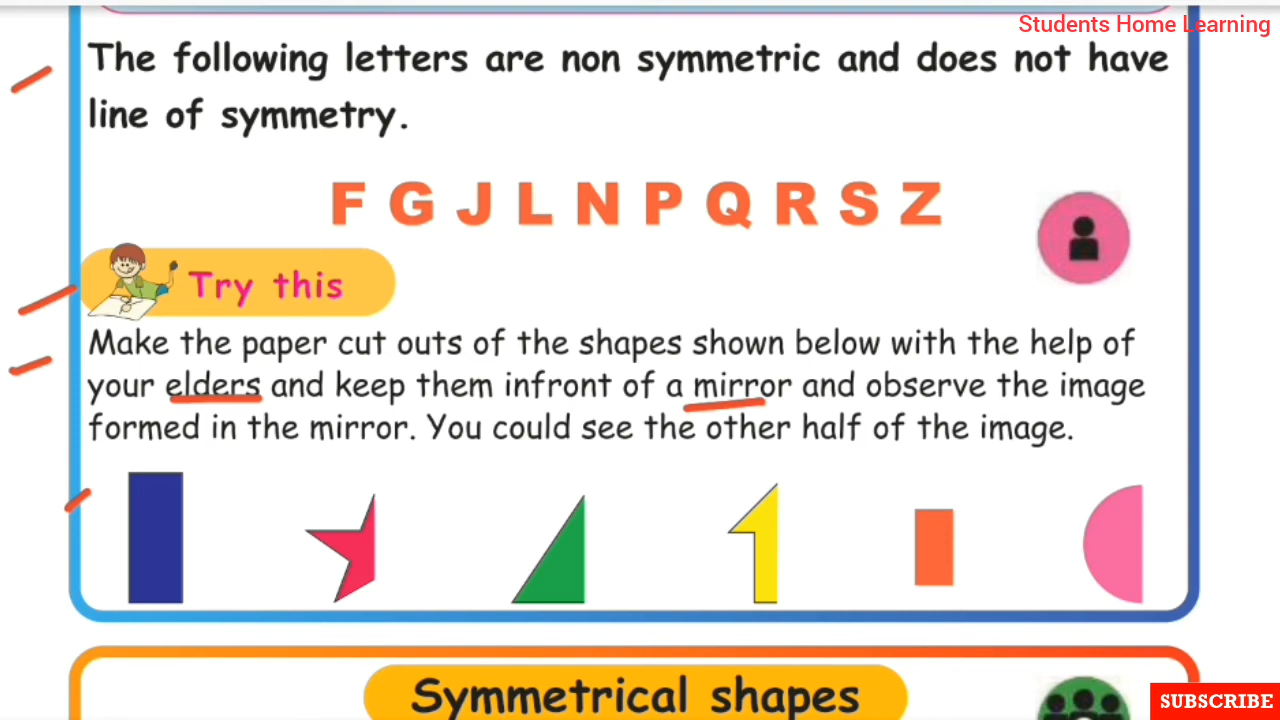 Students Home Learning
The following letters are non symmetric and does not have
line of symmetry.
F G J L N P Q R S Z
Try this
Make the paper cut outs of the shapes shown below with the help of
your elders and keep them infront of a mirror and observe the image
formed in the mirror. You could see the other half of the image.
Symmetrical shapes
SUBSCRIBE